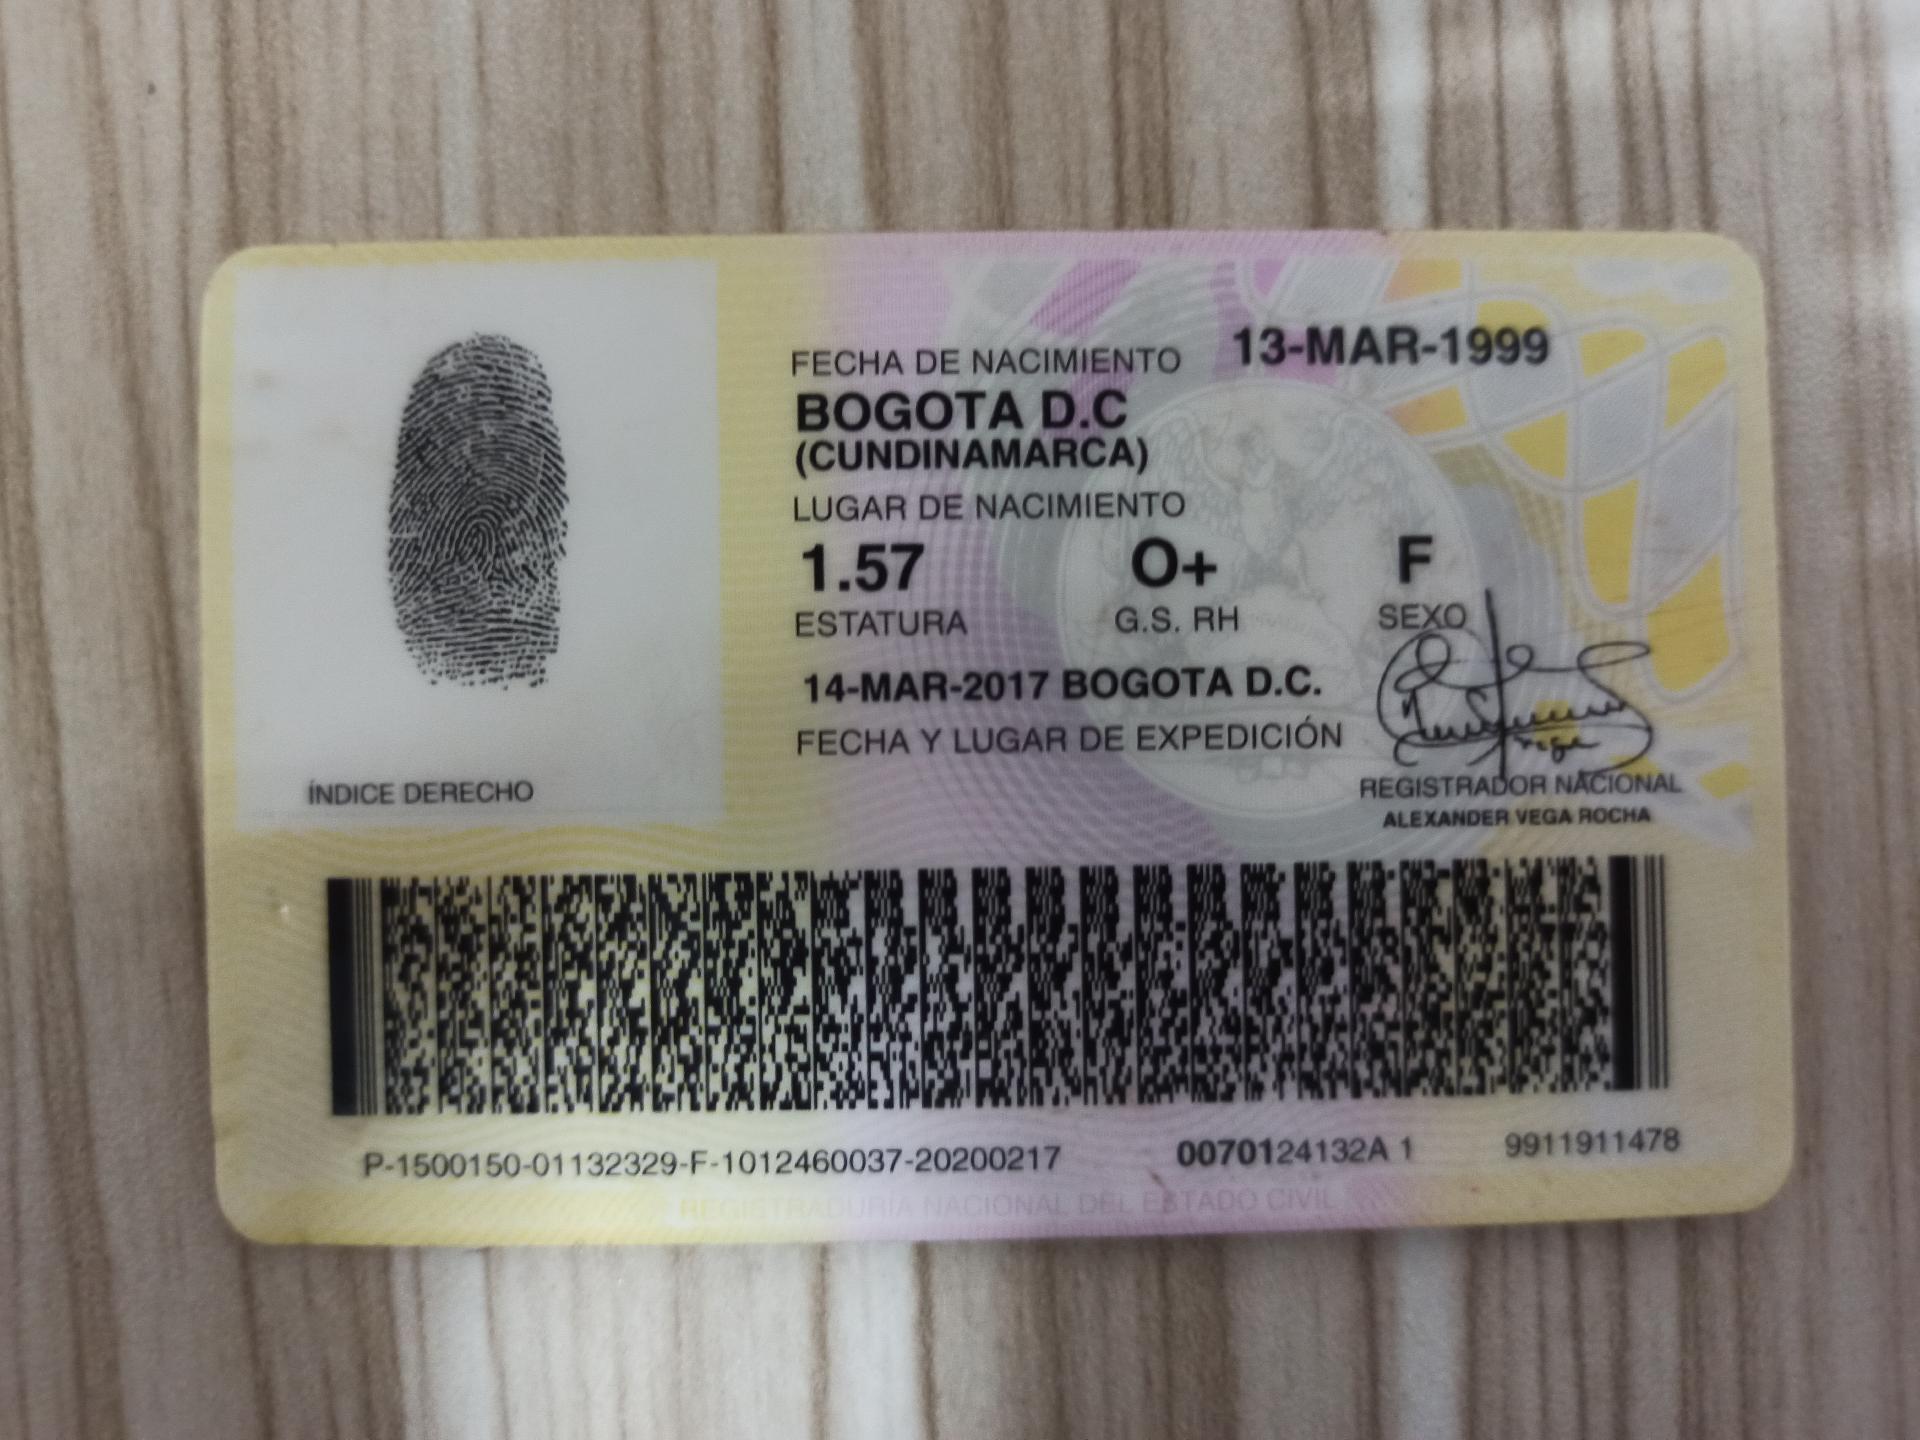 FECHA DE NACIMIENTO 13-MAR-1999
BOGOTA D.C
(CUNDINAMARCA)
LUGAR DE NACIMIENTO
1.57 O+ F
ESTATURA G.S. RH SEXO
14-MAR-2017 BOGOTA D.C.
FECHA Y LUGAR DE EXPEDICIÓN
ÍNDICE DERECHO
REGISTRADOR NACIONAL
ALEXANDER VEGA ROCHA
P-1500150-01132329-F-1012460037-20200217 0070124132A 1 9911911478
REGISTRADURÍA NACIONAL DEL ESTADO CIVIL